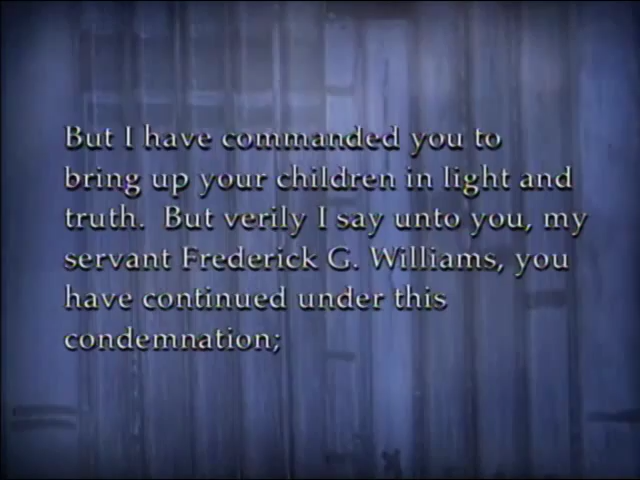 But I have commanded you to
bring up your children in light and
truth.  But verily I say unto you, my
servant Frederick G. Williams, you
have continued under this
condemnation;